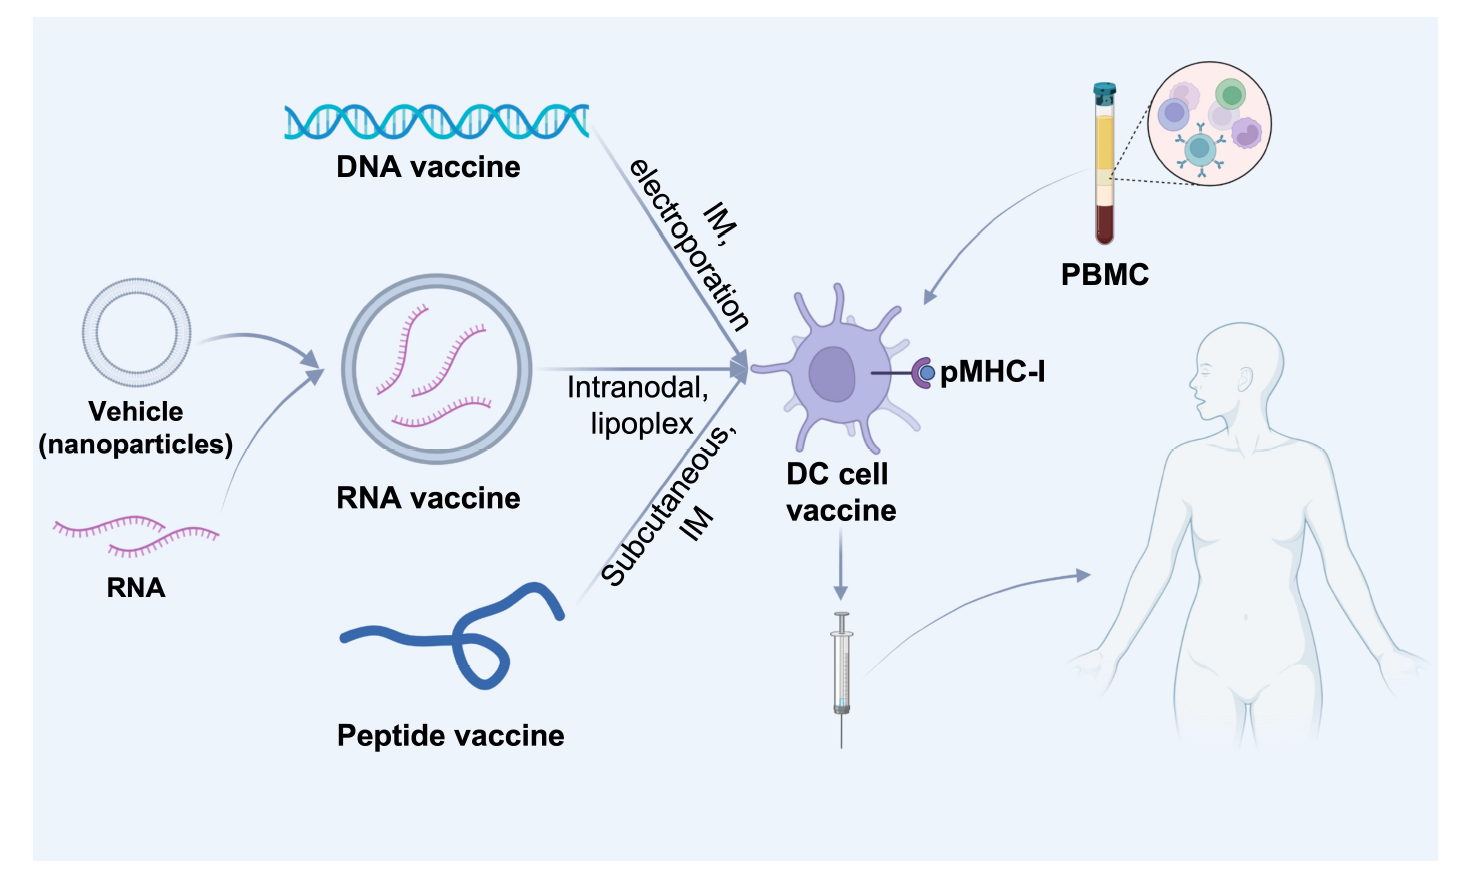 DNA vaccine
IM,
electroporation
PBMC
Vehicle
(nanoparticles)
RNA
RNA vaccine
Intranodal,
lipoplex
pMHC-I
DC cell
vaccine
Subcutaneous,
IM
Peptide vaccine